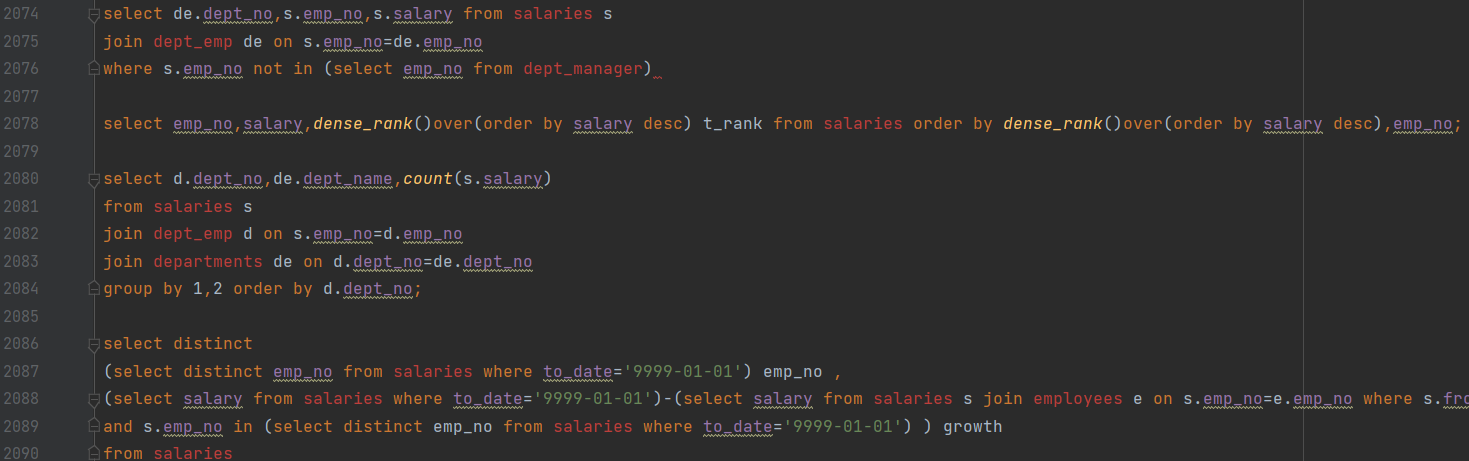 2074 select de.dept_no,s.emp_no,s.salary from salaries s
2075 join dept_emp de on s.emp_no=de.emp_no
2076 where s.emp_no not in (select emp_no from dept_manager)
2077
2078 select emp_no,salary,dense_rank()over(order by salary desc) t_rank from salaries order by dense_rank()over(order by salary desc),emp_no;
2079
2080 select d.dept_no,de.dept_name,count(s.salary)
2081 from salaries s
2082 join dept_emp d on s.emp_no=d.emp_no
2083 join departments de on d.dept_no=de.dept_no
2084 group by 1,2 order by d.dept_no;
2085
2086 select distinct
2087 (select distinct emp_no from salaries where to_date='9999-01-01') emp_no ,
2088 (select salary from salaries where to_date='9999-01-01')-(select salary from salaries s join employees e on s.emp_no=e.emp_no where s.fro
2089 and s.emp_no in (select distinct emp_no from salaries where to_date='9999-01-01') ) growth
2090 from salaries